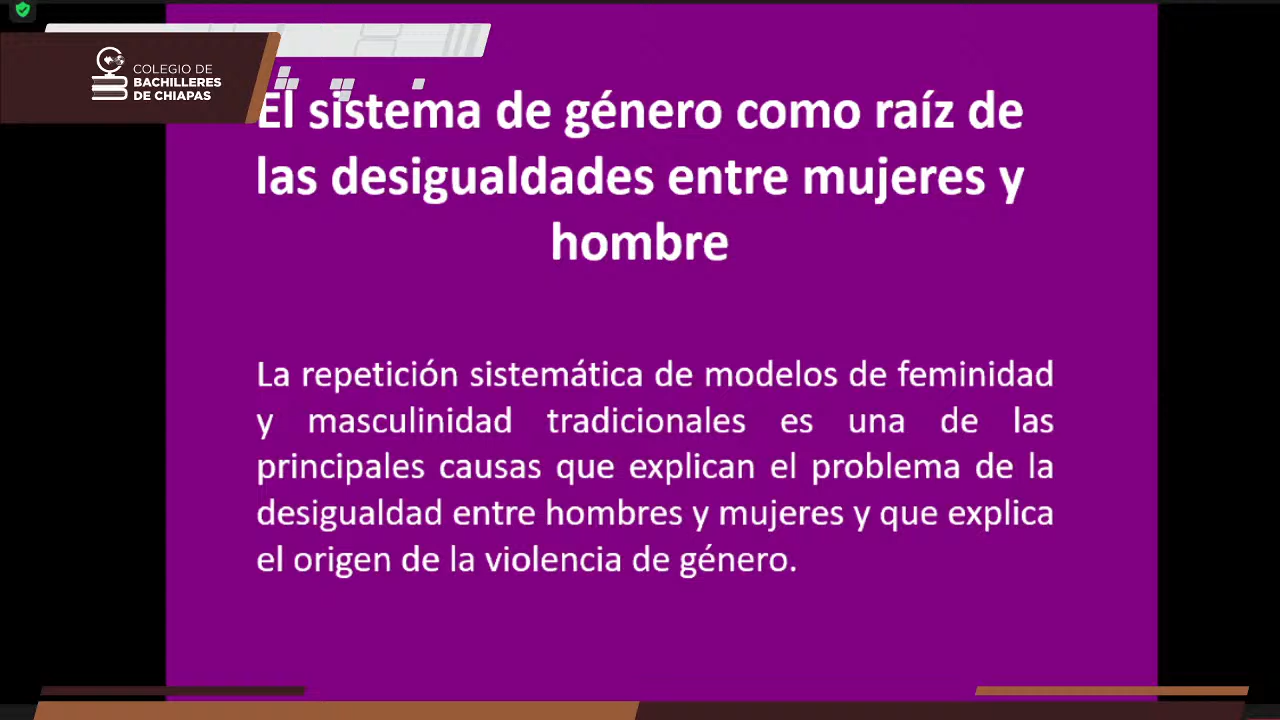 COLEGIO DE
BACHILLERES
DE CHIAPAS
El sistema de género como raíz de
las desigualdades entre mujeres y
hombre
La repetición sistemática de modelos de feminidad
y masculinidad tradicionales es una de las
principales causas que explican el problema de la
desigualdad entre hombres y mujeres y que explica
el origen de la violencia de género.